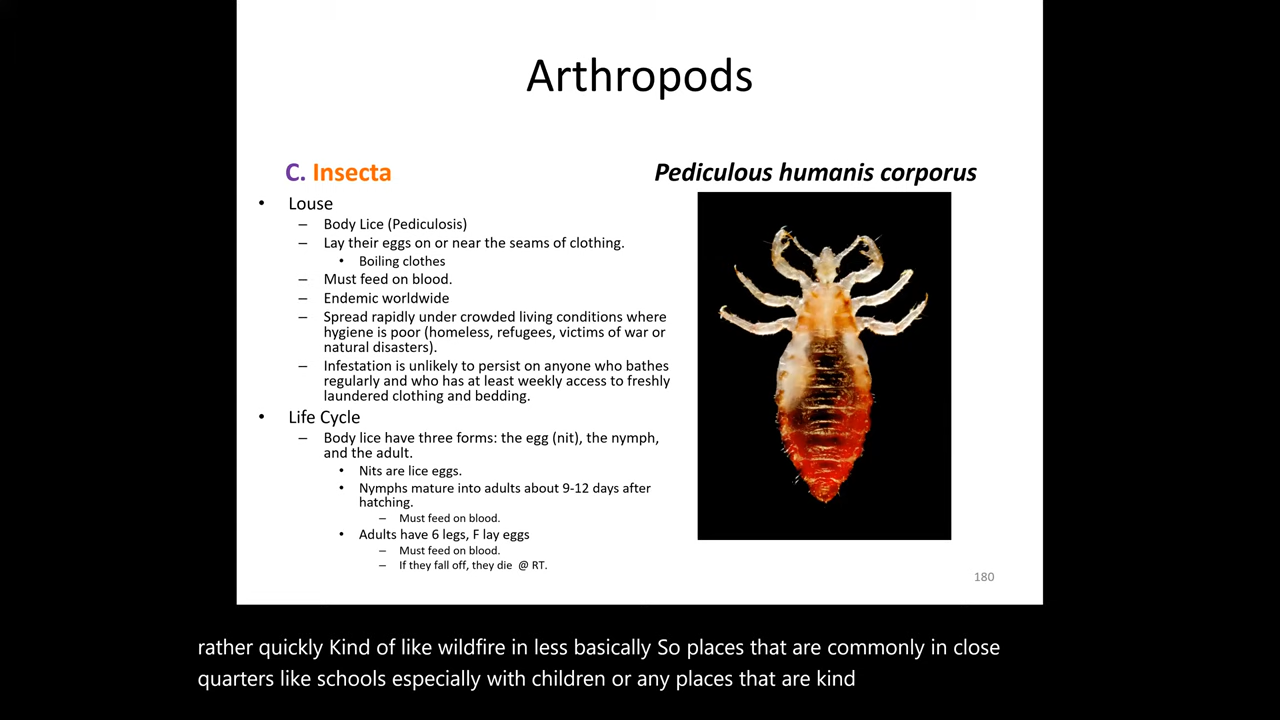 Arthropods
C. Insecta
Pediculous humanis corporus
• Louse
– Body Lice (Pediculosis)
– Lay their eggs on or near the seams of clothing.
• Boiling clothes
– Must feed on blood.
– Endemic worldwide
– Spread rapidly under crowded living conditions where
hygiene is poor (homeless, refugees, victims of war or
natural disasters).
– Infestation is unlikely to persist on anyone who bathes
regularly and who has at least weekly access to freshly
laundered clothing and bedding.
• Life Cycle
– Body lice have three forms: the egg (nit), the nymph,
and the adult.
• Nits are lice eggs.
• Nymphs mature into adults about 9-12 days after
hatching.
– Must feed on blood.
• Adults have 6 legs, F lay eggs
– Must feed on blood.
– If they fall off, they die @ RT.
180
rather quickly Kind of like wildfire in less basically So places that are commonly in close
quarters like schools especially with children or any places that are kind